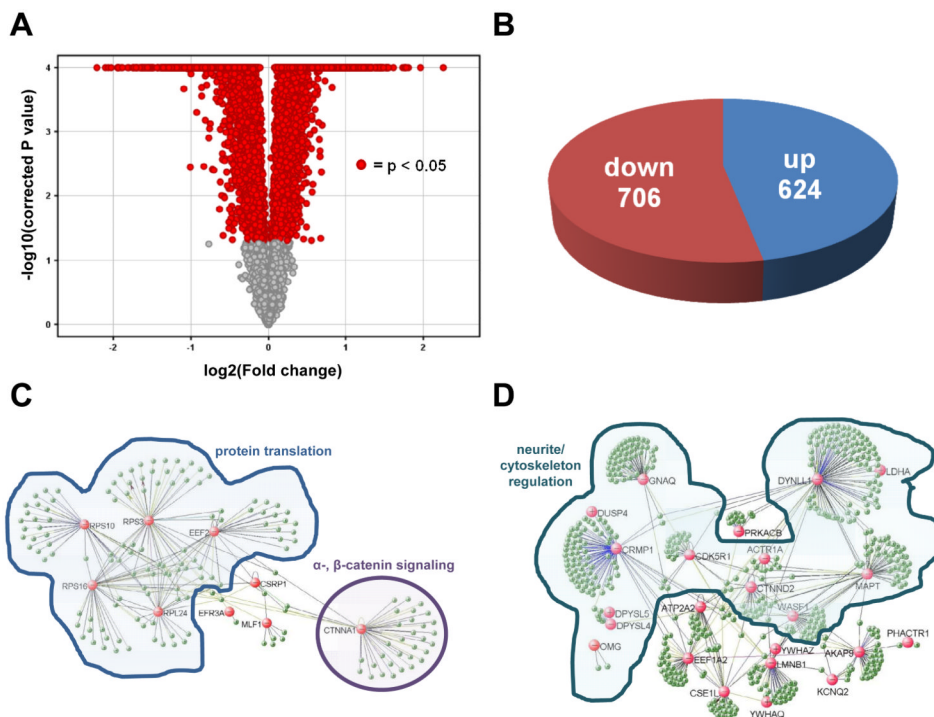 A
4
3
2
1
0
-2
-1
0
1
2
-log10(corrected P value)
log2(Fold change)
= p < 0.05
B
down
706
up
624
C
protein translation
RPS10
RPS3
EEF2
RPS16
RPL24
CSRP1
EFR3A
MLF1
α-, β-catenin signaling
CTNNA1
D
neurite/
cytoskeleton
regulation
GNAQ
DYNLL1
LDHA
DUSP4
PRKACB
CRMP1
CDK5R1
ACTR1A
CTNND2
MAPT
DPYSL5
DPYSL4
ATP2A2
WASF1
OMG
EEF1A2
YWHAZ
LMNB1
AKAP9
PHACTR1
CSE1L
KCNQ2
YWHAQ